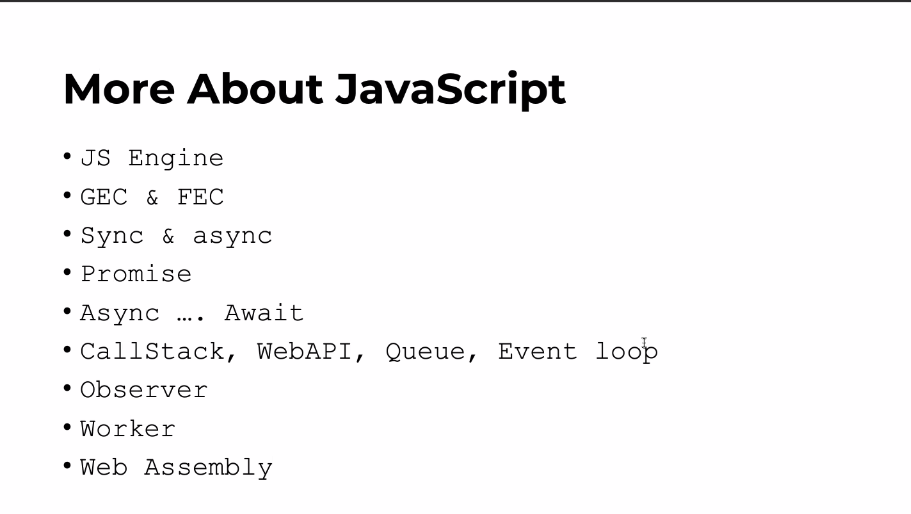 More About JavaScript
• JS Engine
• GEC & FEC
• Sync & async
• Promise
• Async …. Await
• CallStack, WebAPI, Queue, Event loop
• Observer
• Worker
• Web Assembly